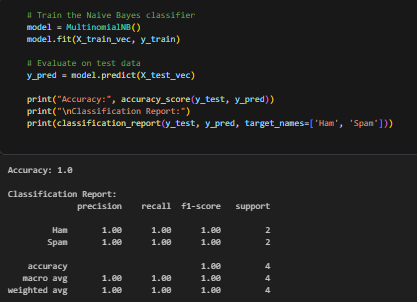 # Train the Naive Bayes classifier
model = MultinomialNB()
model.fit(X_train_vec, y_train)
# Evaluate on test data
y_pred = model.predict(X_test_vec)
print("Accuracy:", accuracy_score(y_test, y_pred))
print("\nClassification Report:")
print(classification_report(y_test, y_pred, target_names=['Ham', 'Spam']))
Accuracy: 1.0
Classification Report:
precision recall f1-score support
Ham 1.00 1.00 1.00 2
Spam 1.00 1.00 1.00 2
accuracy 1.00 4
macro avg 1.00 1.00 1.00 4
weighted avg 1.00 1.00 1.00 4